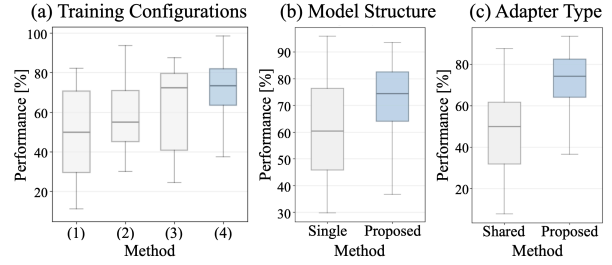 (a) Training Configurations
Performance [%]
100
80
60
40
20
(1) (2) (3) (4)
Method
(b) Model Structure
Performance [%]
90
80
70
60
50
40
30
Single Proposed
Method
(c) Adapter Type
Performance [%]
80
60
40
20
Shared Proposed
Method